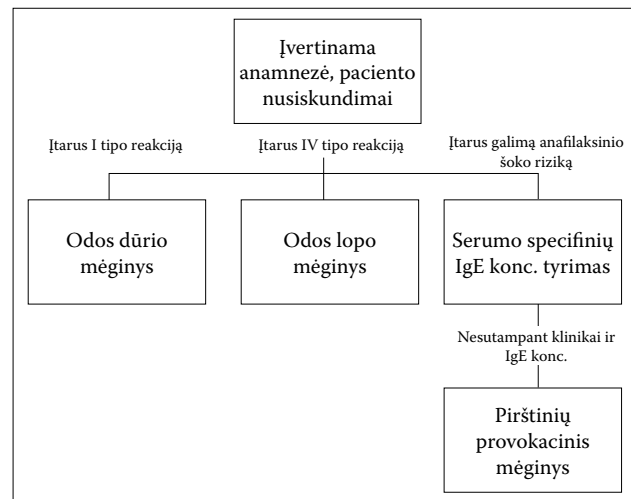 Įvertinama
anamnezė, paciento
nusiskundimai
Įtarus I tipo reakciją
Įtarus IV tipo reakciją
Įtarus galimą anafilaksinio
šoko riziką
Odos dūrio
mėginys
Odos lopo
mėginys
Serumo specifinių
IgE konc. tyrimas
Nesutampant klinikai ir
IgE konc.
Pirštinių
provokacinis
mėginys